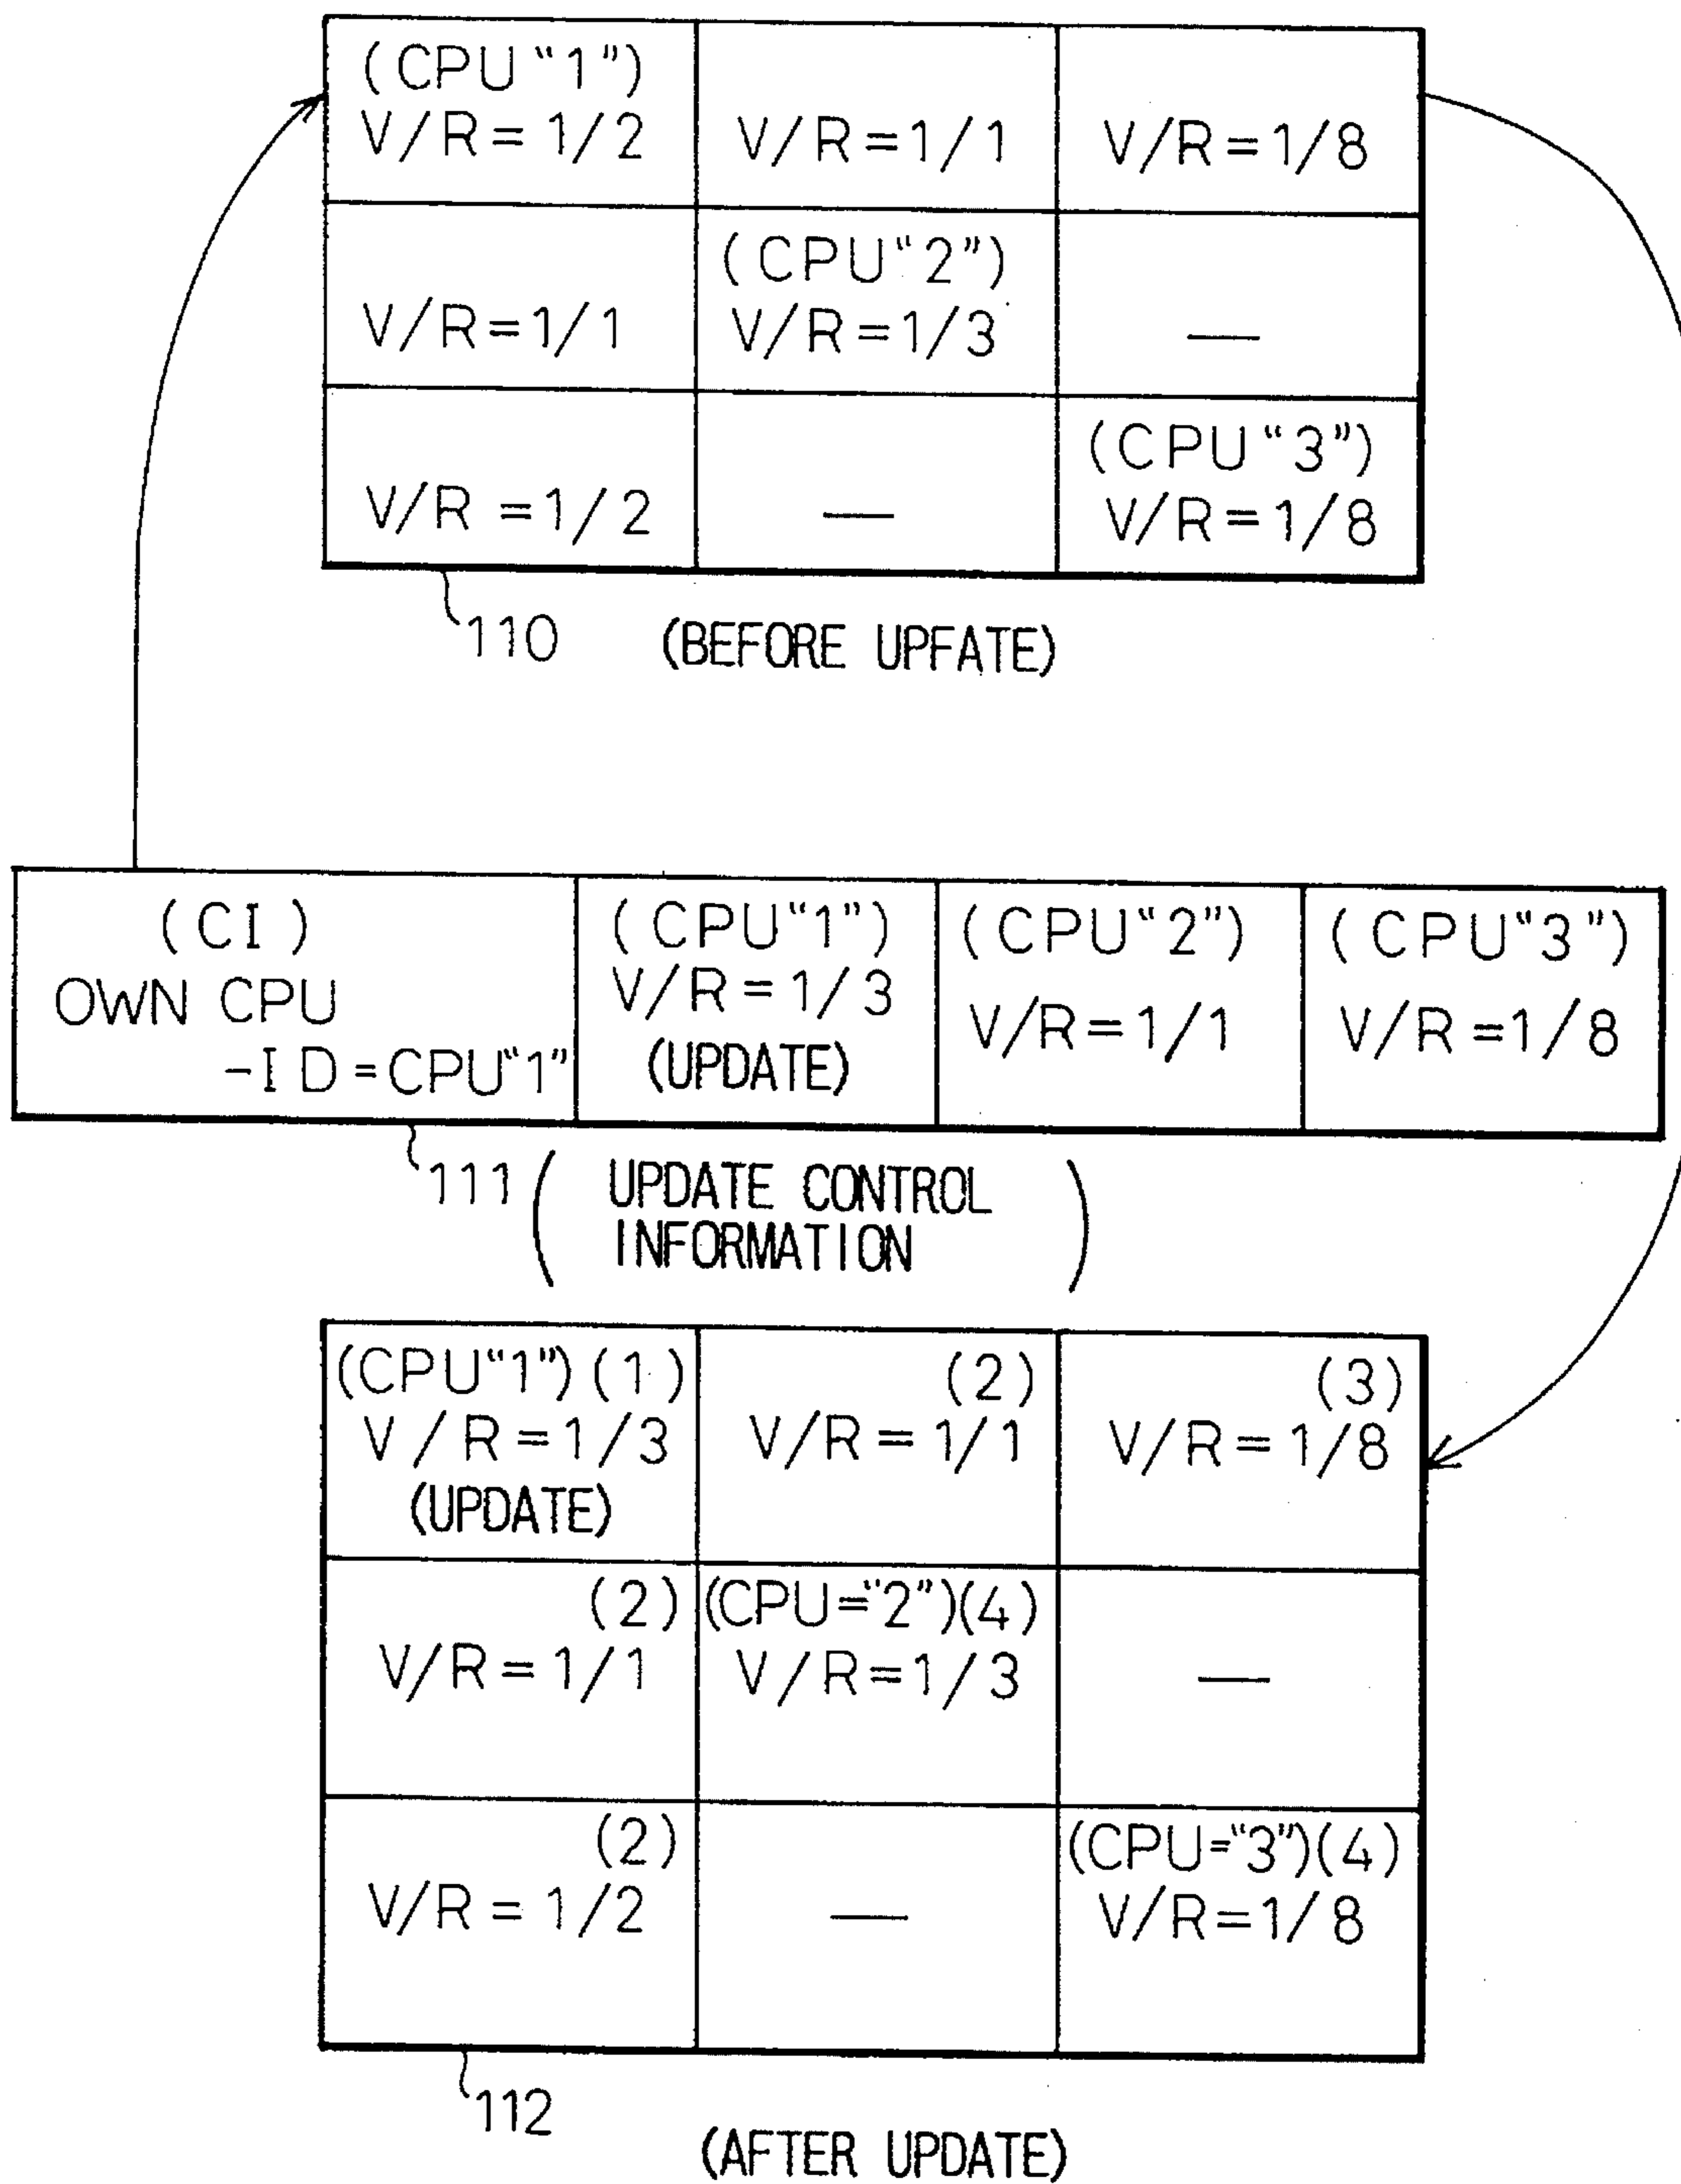 (CPU“1”)
V/R=1/2
V/R=1/1
V/R=1/8
V/R=1/1
(CPU“2”)
V/R=1/3
—
V/R=1/2
—
(CPU“3”)
V/R=1/8
110
(BEFORE UPFATE)
(CI)
OWN CPU
-ID=CPU“1”
(CPU“1”)
V/R=1/3
(UPDATE)
(CPU“2”)
V/R=1/1
(CPU“3”)
V/R=1/8
111
(UPDATE CONTROL
INFORMATION)
(CPU“1”)(1)
V/R=1/3
(UPDATE)
(2)
V/R=1/1
(3)
V/R=1/8
(2)
V/R=1/1
(CPU=“2”)(4)
V/R=1/3
—
(2)
V/R=1/2
—
(CPU=“3”)(4)
V/R=1/8
112
(AFTER UPDATE)